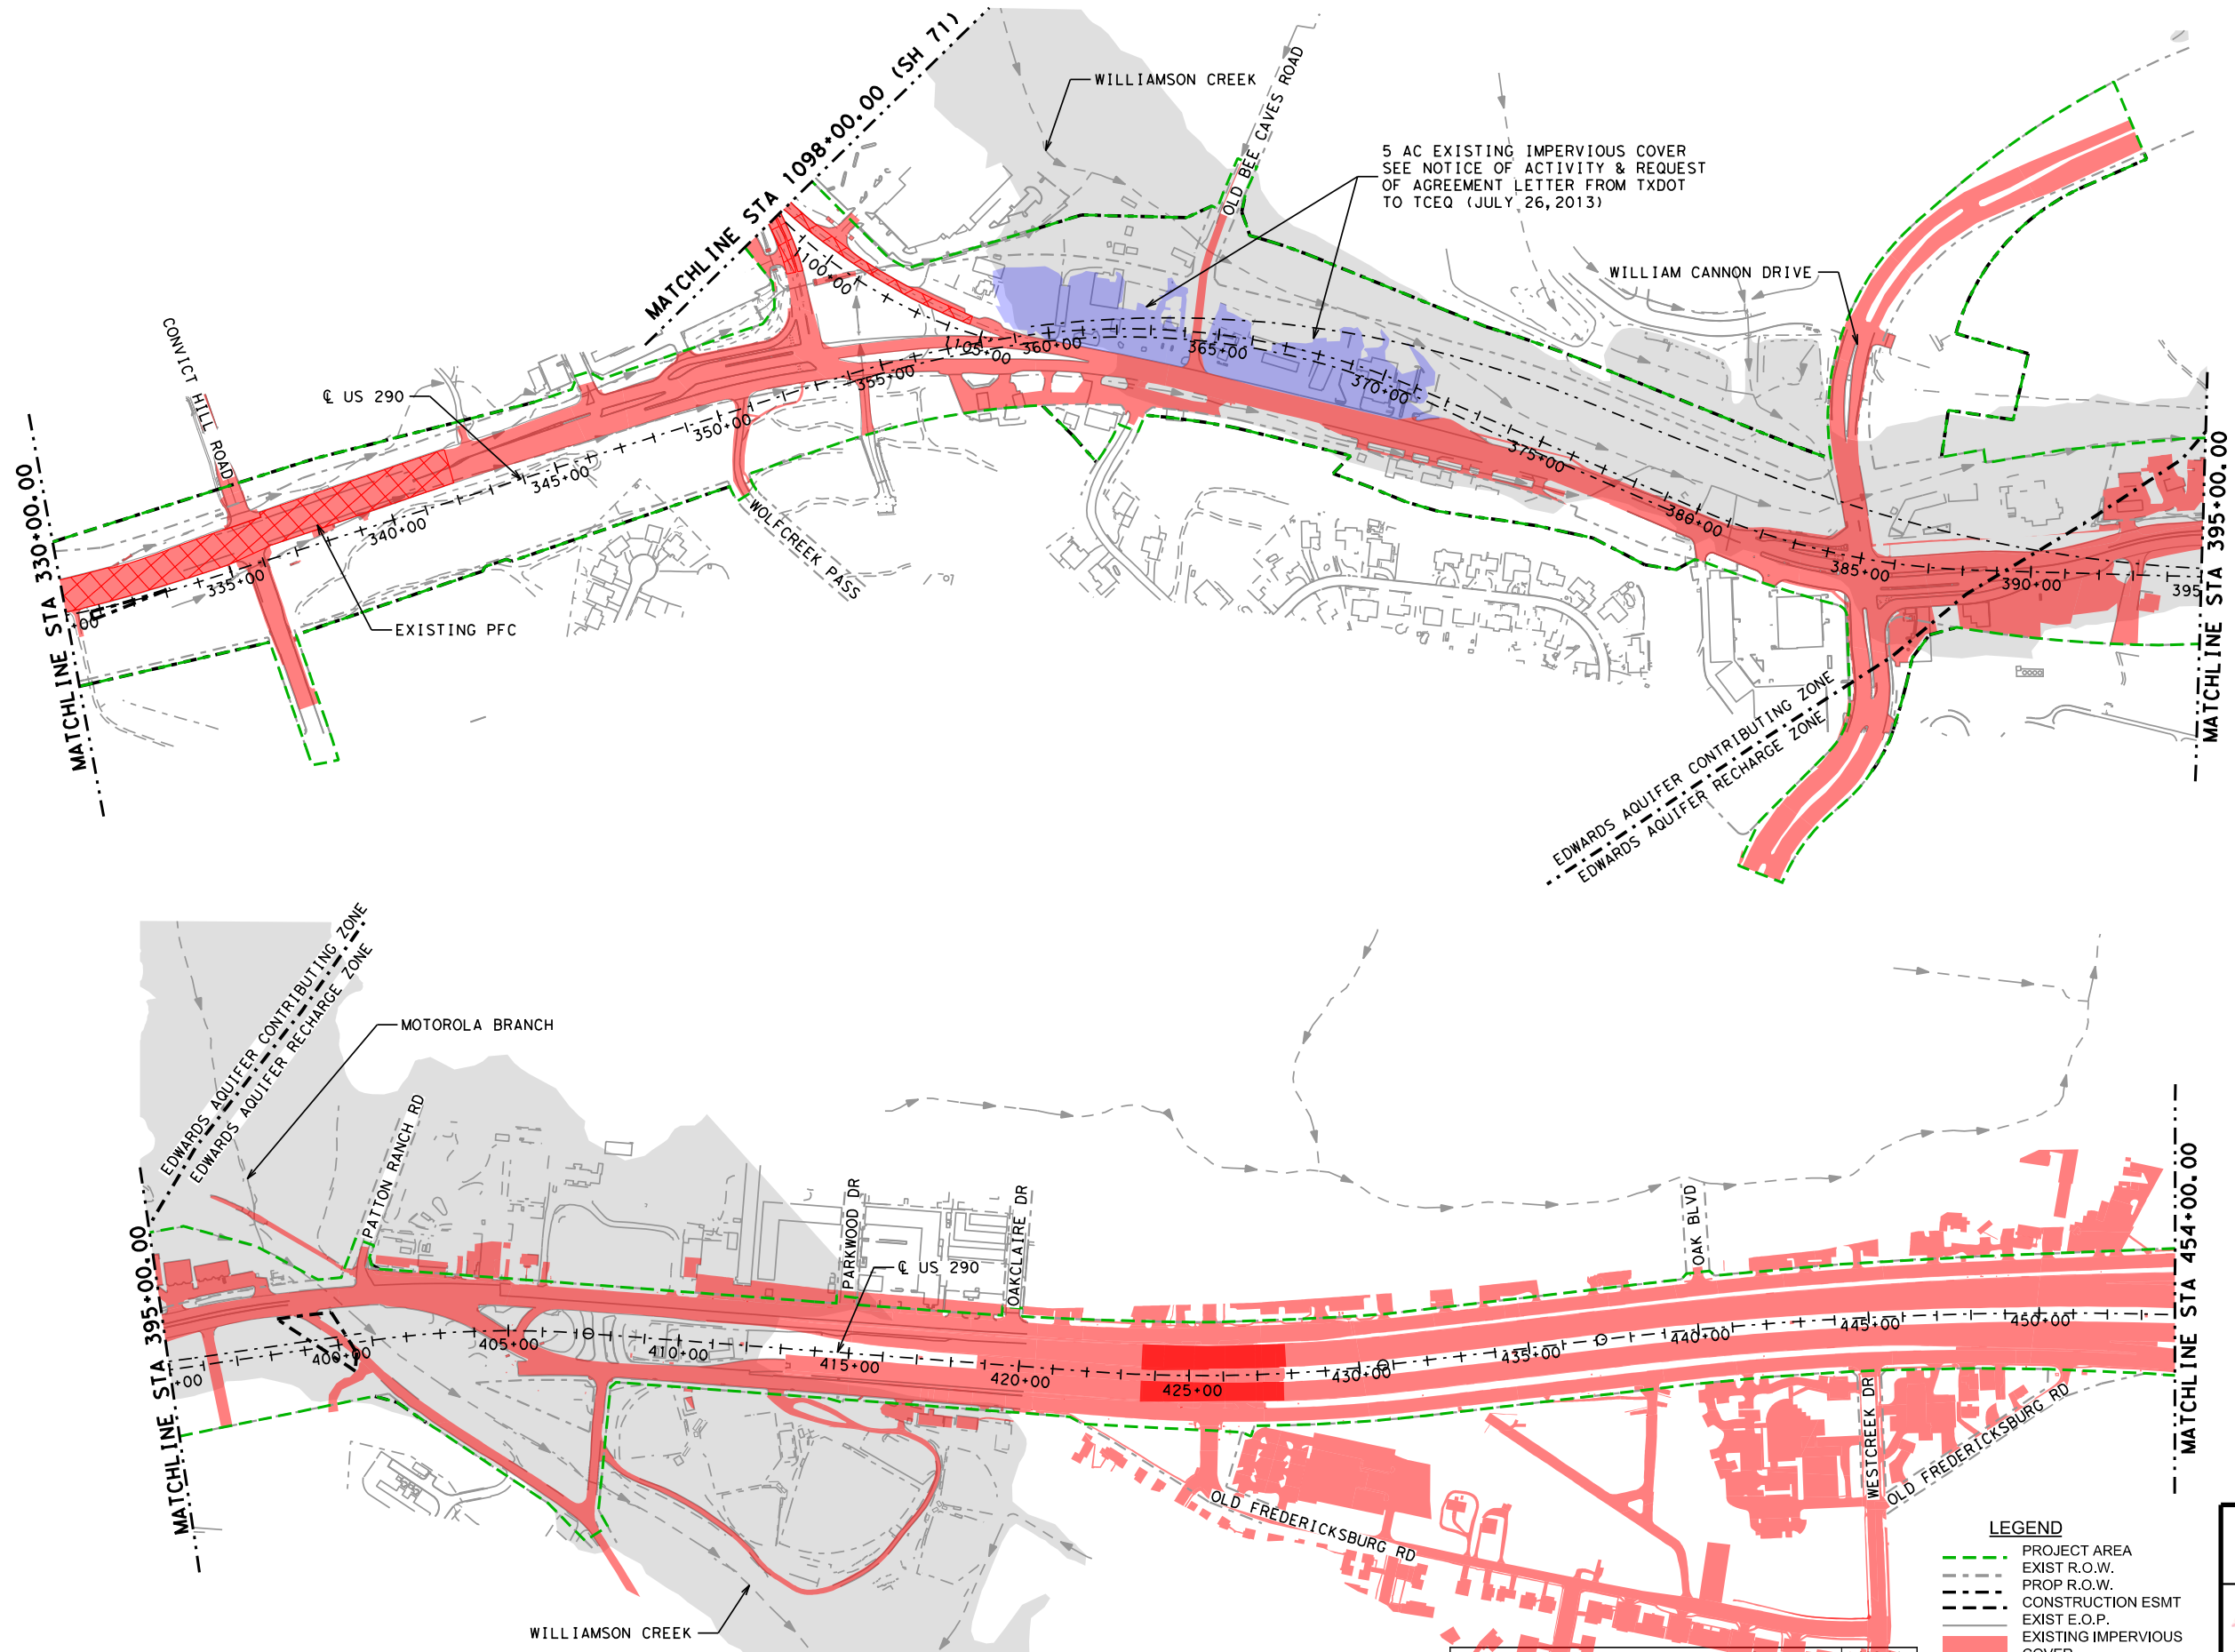 MATCHLINE STA 1098+00.00 (SH 71)
WILLIAMSON CREEK
OLD BEE CAVES ROAD
5 AC EXISTING IMPERVIOUS COVER
SEE NOTICE OF ACTIVITY & REQUEST
OF AGREEMENT LETTER FROM TXDOT
TO TCEQ (JULY 26,2013)
WILLIAM CANNON DRIVE
CONVICT HILL ROAD
℄ US 290
1100+00
1105+00
MATCHLINE STA 330+00.00
+00
335+00
340+00
345+00
350+00
355+00
360+00
365+00
370+00
375+00
380+00
385+00
390+00
395
MATCHLINE STA 395+00.00
WOLFCREEK PASS
EXISTING PFC
EDWARDS AQUIFER CONTRIBUTING ZONE
EDWARDS AQUIFER RECHARGE ZONE
EDWARDS AQUIFER CONTRIBUTING ZONE
EDWARDS AQUIFER RECHARGE ZONE
MOTOROLA BRANCH
PATTON RANCH RD
PARKWOOD DR
℄ US 290
OAKCLAIRE DR
OAK BLVD
MATCHLINE STA 395+00.00
+00
400+00
405+00
410+00
415+00
420+00
425+00
430+00
435+00
440+00
445+00
450+00
MATCHLINE STA 454+00.00
WESTCREEK DR
OLD FREDERICKSBURG RD
OLD FREDERICKSBURG RD
WILLIAMSON CREEK
LEGEND
PROJECT AREA
EXIST R.O.W.
PROP R.O.W.
CONSTRUCTION ESMT
EXIST E.O.P.
EXISTING IMPERVIOUS
COVER